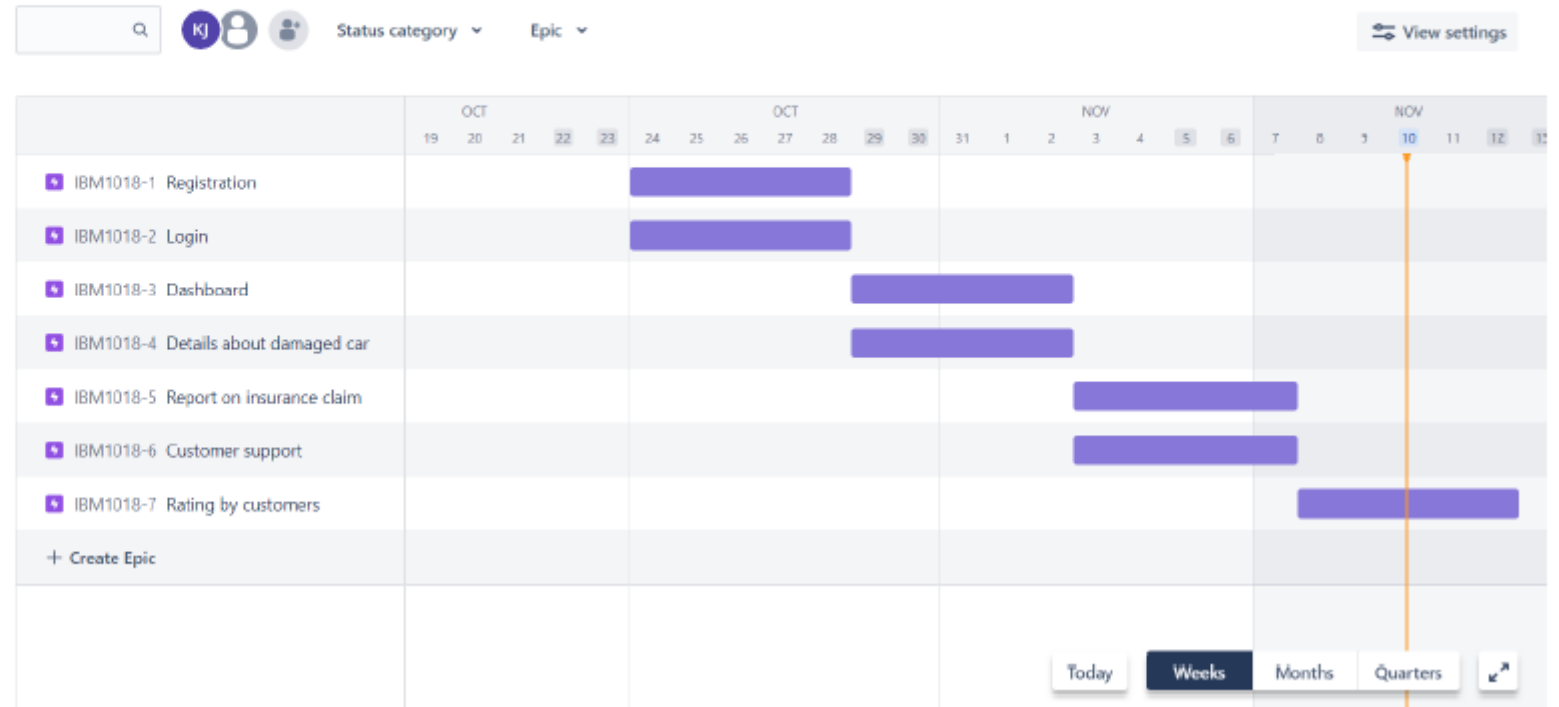 KJ Status category Epic View settings
OCT OCT NOV NOV
19 20 21 22 23 24 25 26 27 28 29 30 31 1 2 3 4 5 6 7 8 9 10 11 12 13
IBM1018-1 Registration
IBM1018-2 Login
IBM1018-3 Dashboard
IBM1018-4 Details about damaged car
IBM1018-5 Report on insurance claim
IBM1018-6 Customer support
IBM1018-7 Rating by customers
+ Create Epic
Today Weeks Months Quarters